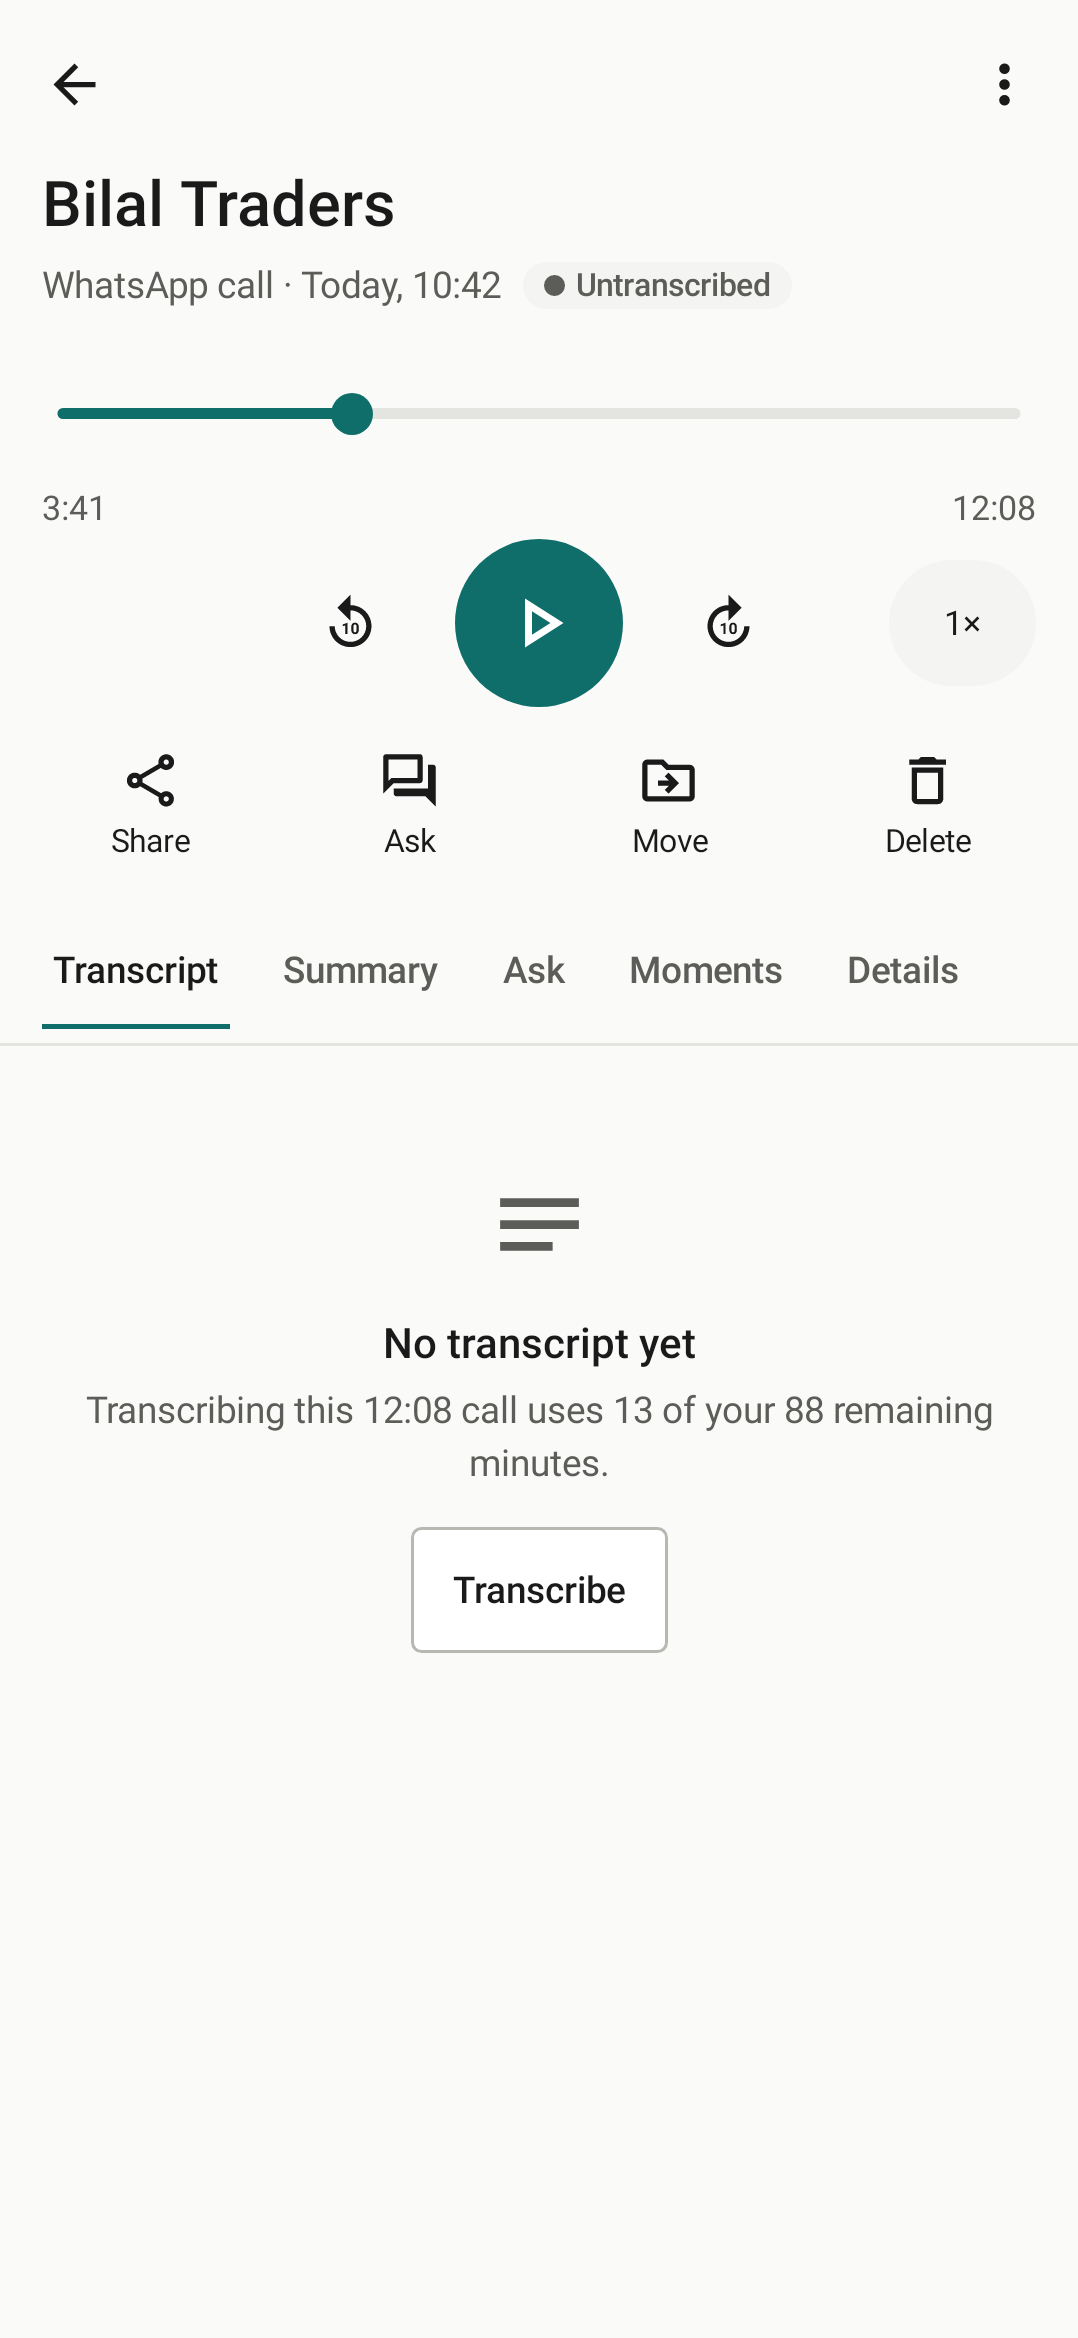 Bilal Traders
WhatsApp call · Today, 10:42
Untranscribed
3:41
12:08
10
10
1×
Share
Ask
Move
Delete
Transcript
Summary
Ask
Moments
Details
No transcript yet
Transcribing this 12:08 call uses 13 of your 88 remaining
minutes.
Transcribe